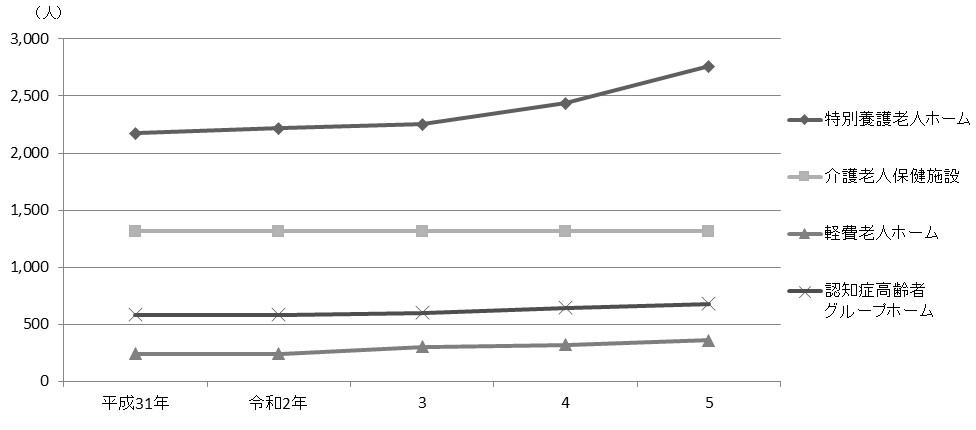 （人）
3,000
2,500
2,000
1,500
1,000
500
0
平成31年
令和2年
3
4
5
特別養護老人ホーム
介護老人保健施設
軽費老人ホーム
認知症高齢者
グループホーム